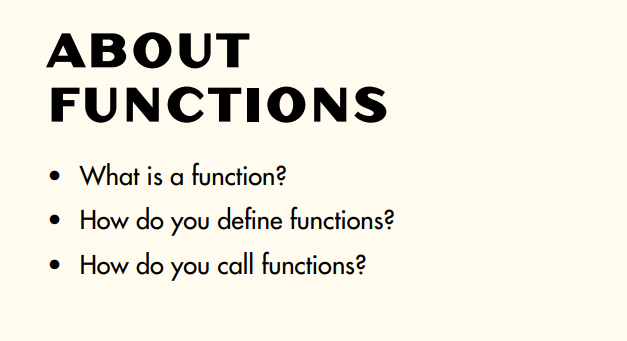 ABOUT
FUNCTIONS
• What is a function?
• How do you define functions?
• How do you call functions?